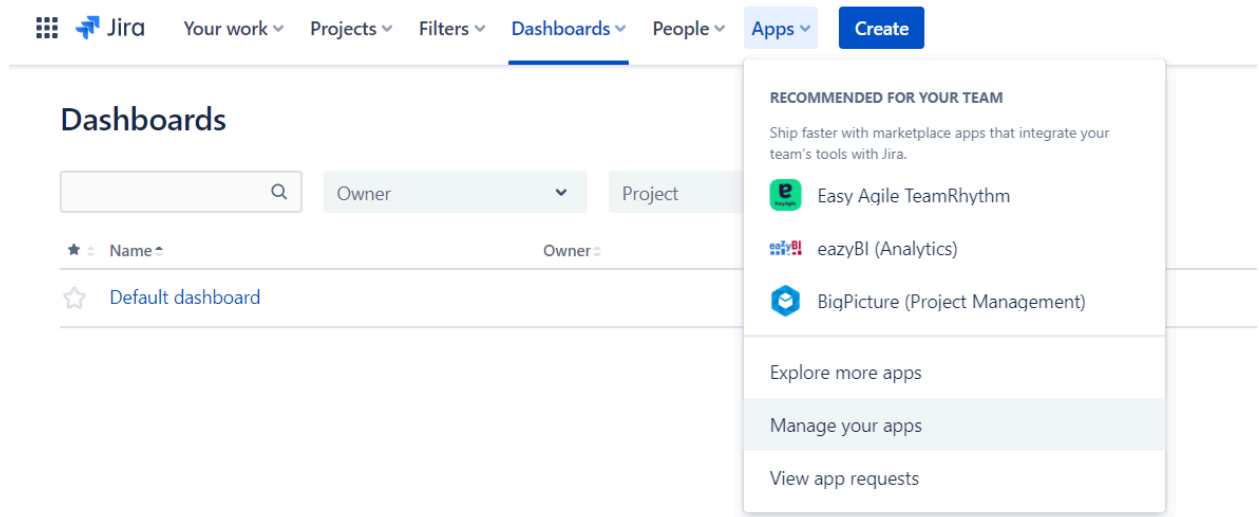 Jira Your work Projects Filters Dashboards People Apps Create
Dashboards
Owner Project
Name Owner
Default dashboard
RECOMMENDED FOR YOUR TEAM
Ship faster with marketplace apps that integrate your
team's tools with Jira.
Easy Agile TeamRhythm
eazyBI eazyBI (Analytics)
BigPicture (Project Management)
Explore more apps
Manage your apps
View app requests